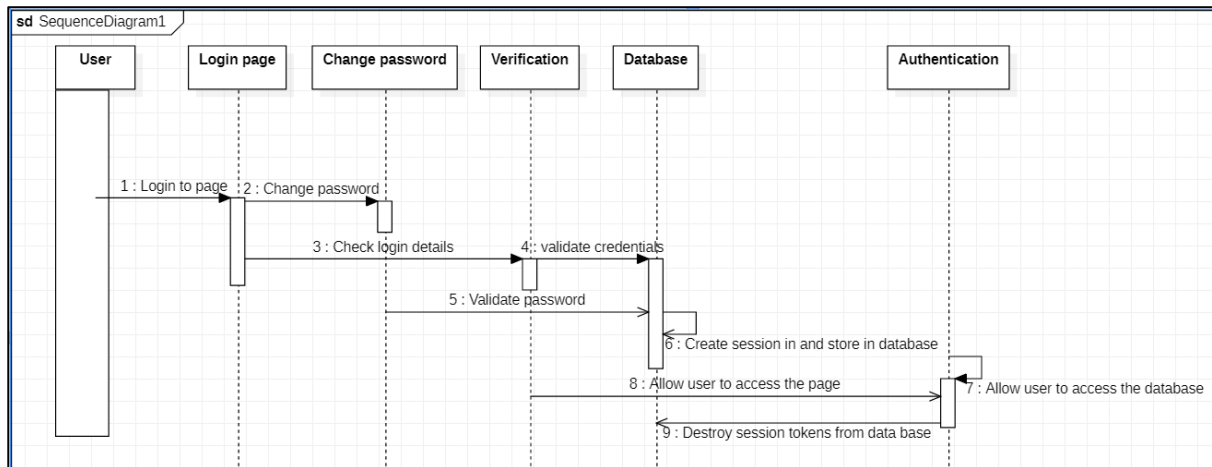 sd SequenceDiagram1
User
Login page
Change password
Verification
Database
Authentication
1 : Login to page
2 : Change password
3 : Check login details
4 : validate credentials
5 : Validate password
6 : Create session in and store in database
7 : Allow user to access the database
8 : Allow user to access the page
9 : Destroy session tokens from data base